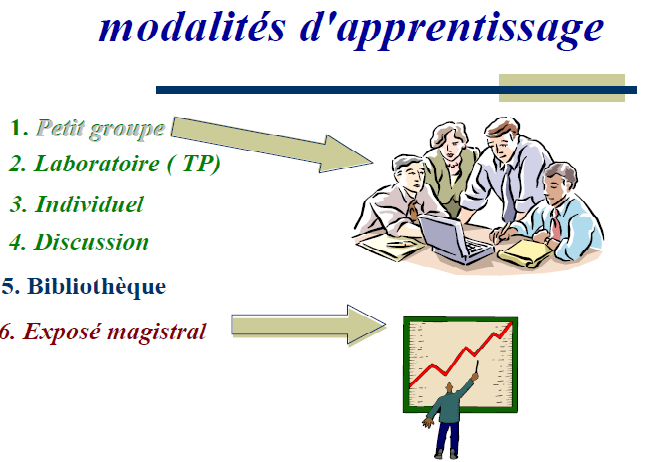 modalités d'apprentissage
1. Petit groupe
2. Laboratoire ( TP)
3. Individuel
4. Discussion
5. Bibliothèque
6. Exposé magistral